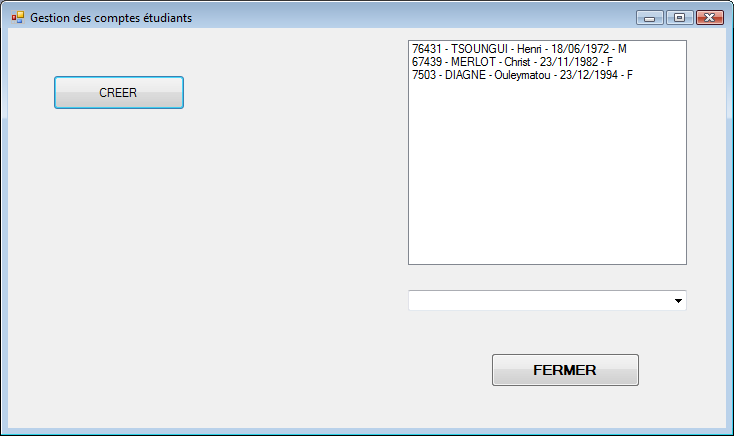 Gestion des comptes étudiants
CREER
76431 - TSOUNGUI - Henri - 18/06/1972 - M
67439 - MERLOT - Christ - 23/11/1982 - F
7503 - DIAGNE - Ouleymatou - 23/12/1994 - F
FERMER